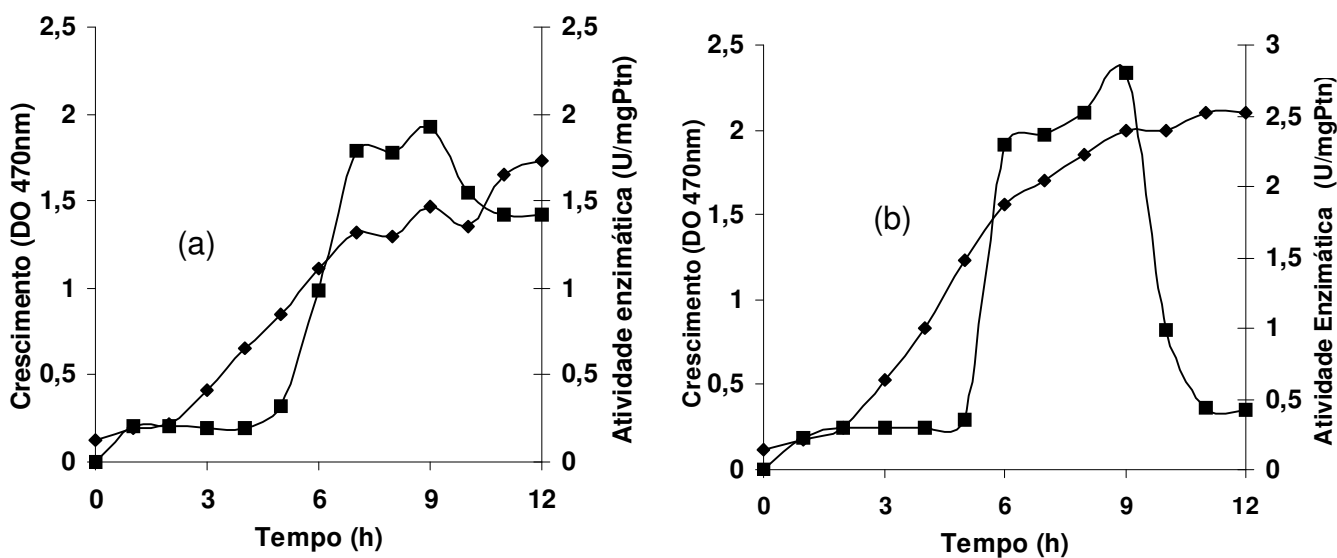 2,5
2
1,5
1
0,5
0
Crescimento (DO 470nm)
(a)
2,5
2
1,5
1
0,5
0
Atividade enzimática (U/mgPtn)
0 3 6 9 12
Tempo (h)
2,5
2
1,5
1
0,5
0
Crescimento (DO 470nm)
(b)
3
2,5
2
1,5
1
0,5
0
Atividade Enzimática (U/mgPtn)
0 3 6 9 12
Tempo (h)